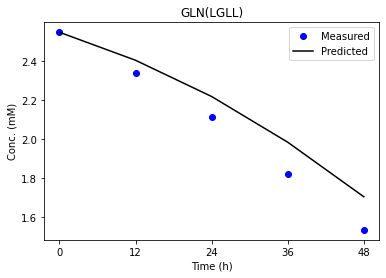 GLN(LGLL)
Measured
Predicted
Conc. (mM)
2.4
2.2
2.0
1.8
1.6
0 12 24 36 48
Time (h)